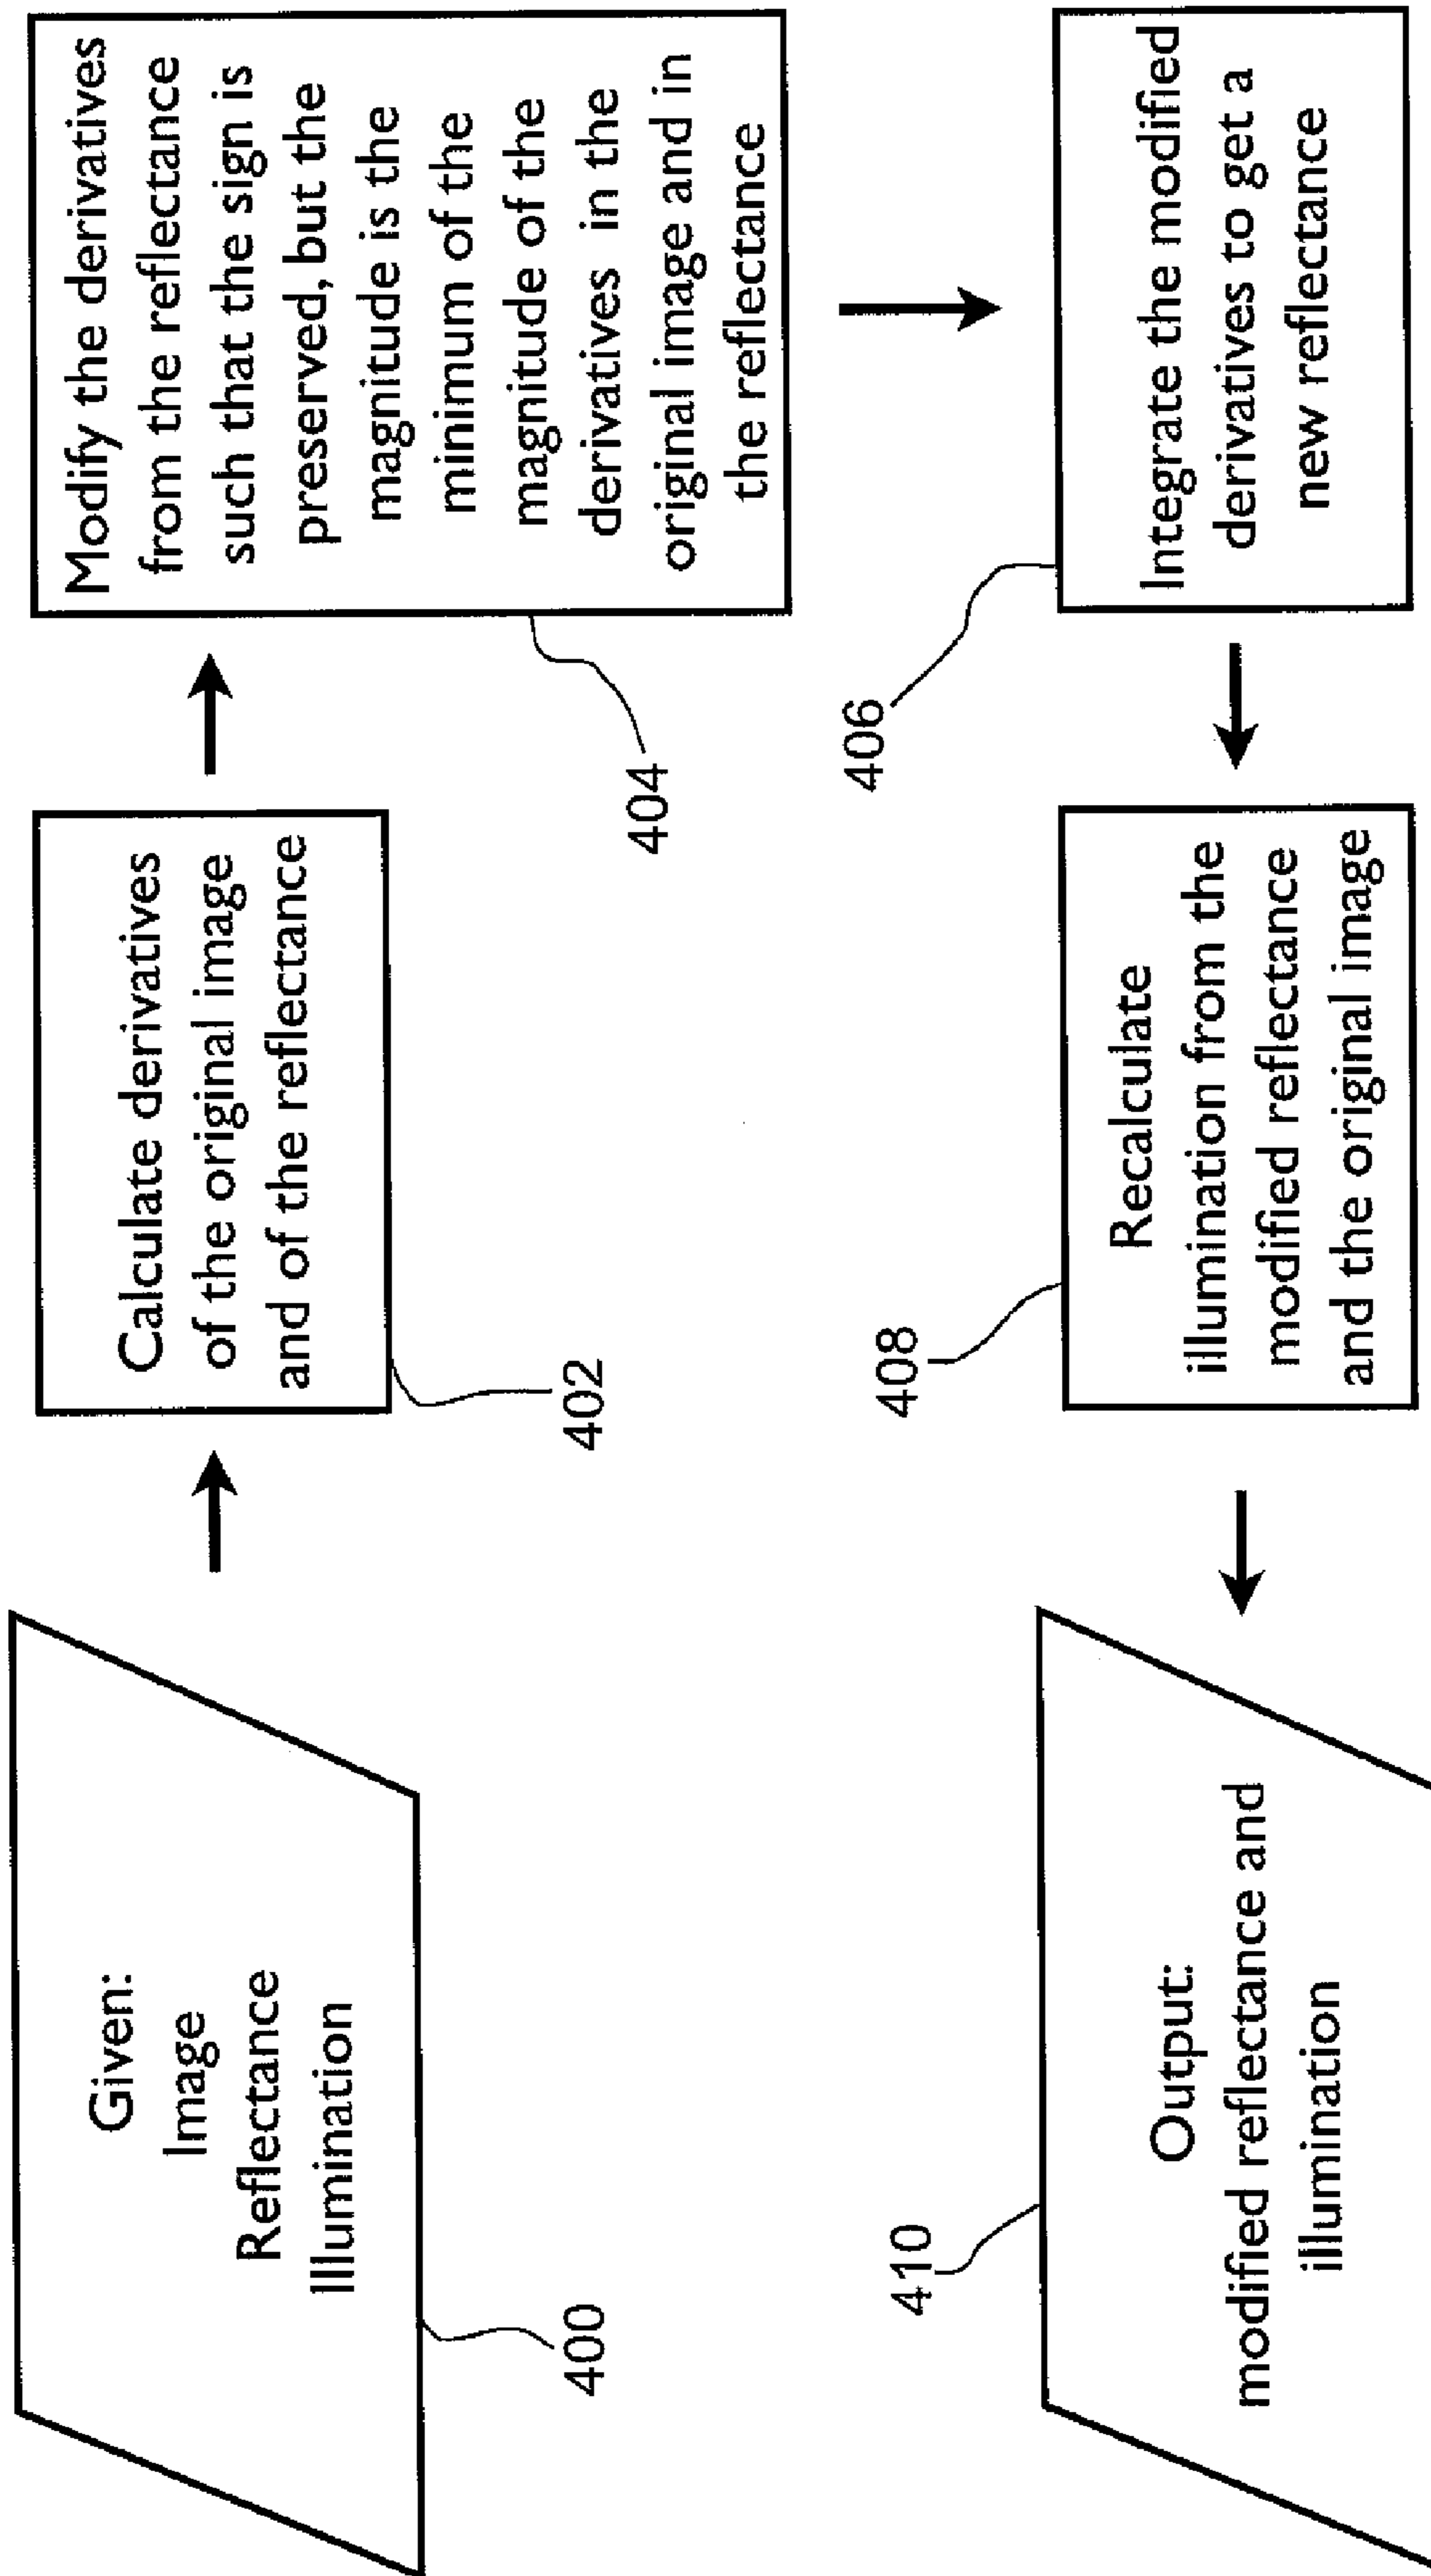 Given:
Image
Reflectance
Illumination
400
Calculate derivatives
of the original image
and of the reflectance
402
Modify the derivatives
from the reflectance
such that the sign is
preserved, but the
magnitude is the
minimum of the
magnitude of the
derivatives in the
original image and in
the reflectance
404
406
Integrate the modified
derivatives to get a
new reflectance
408
Recalculate
illumination from the
modified reflectance
and the original image
410
Output:
modified reflectance and
illumination